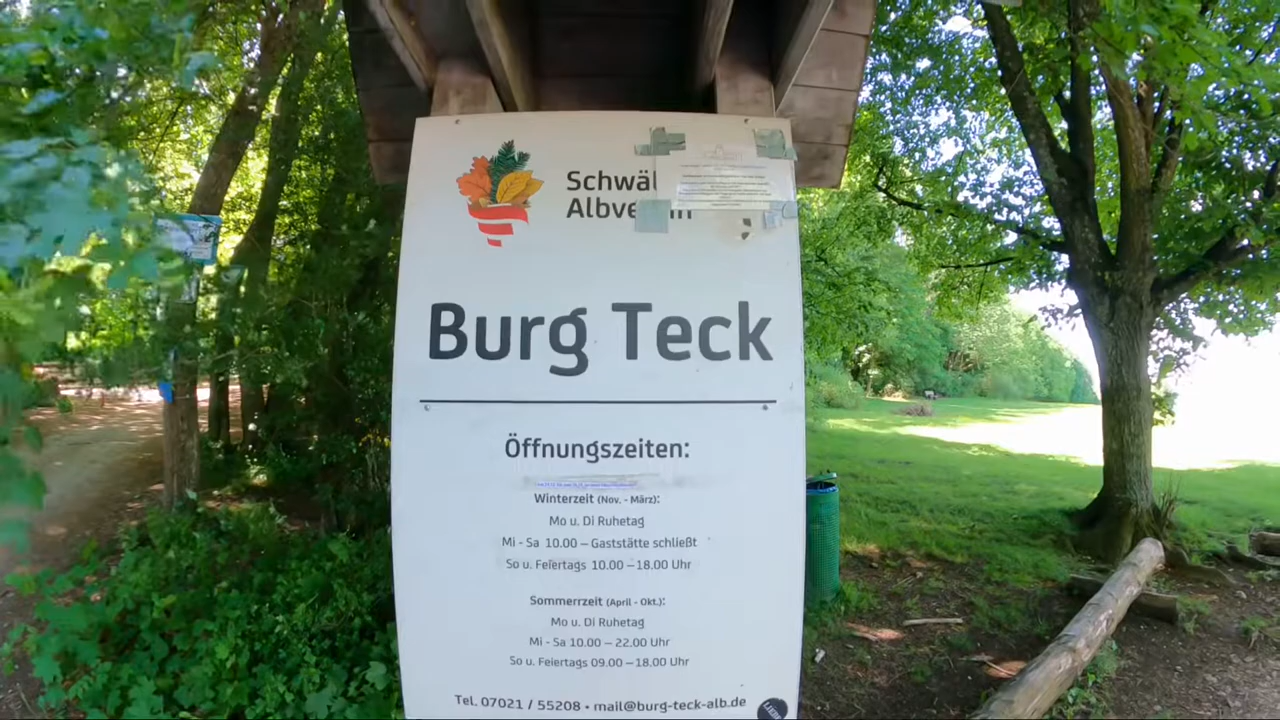 Schwäl
Albve
Burg Teck
Öffnungszeiten:
Winterzeit (Nov. - März):
Mo u. Di Ruhetag
Mi - Sa 10.00 – Gaststätte schließt
So u. Feiertags 10.00 – 18.00 Uhr
Sommerzeit (April - Okt.):
Mo u. Di Ruhetag
Mi - Sa 10.00 – 22.00 Uhr
So u. Feiertags 09.00 – 18.00 Uhr
Tel. 07021 / 55208 • mail@burg-teck-alb.de